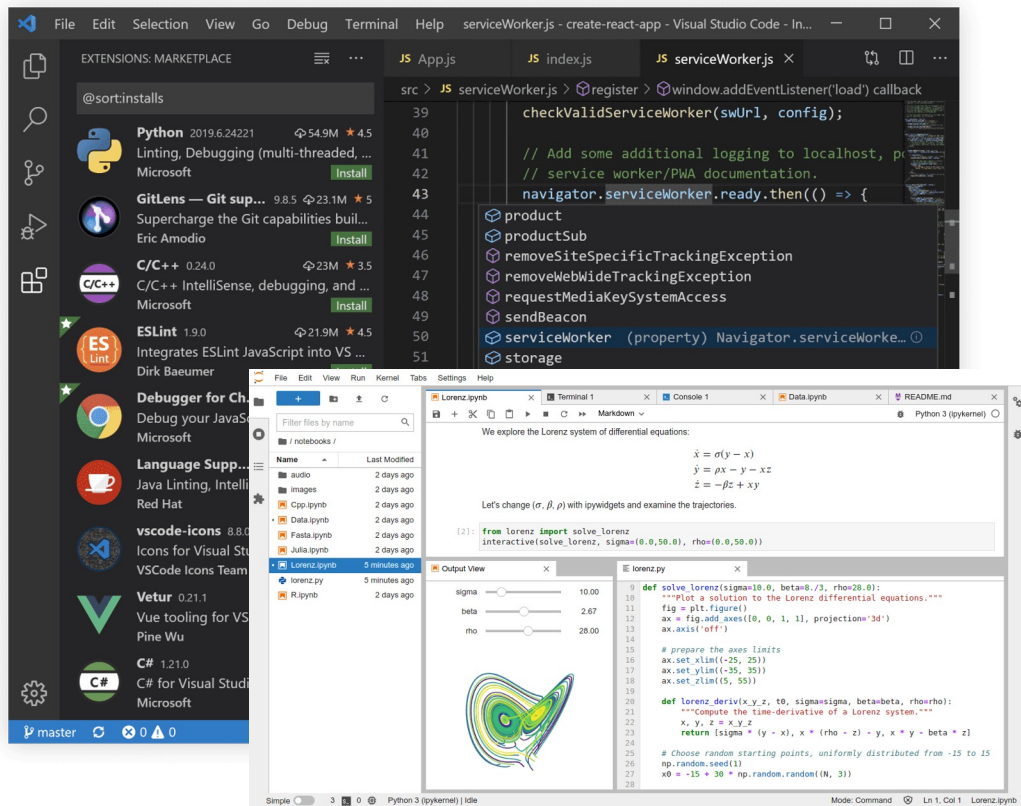 File Edit Selection View Go Debug Terminal Help serviceWorker.js - create-react-app - Visual Studio Code - In...
EXTENSIONS: MARKETPLACE
@sort:installs
Python 2019.6.24221 54.9M ★ 4.5
Linting, Debugging (multi-threaded, ...
Microsoft Install
GitLens — Git sup... 9.8.5 23.1M ★ 5
Supercharge the Git capabilities buil...
Eric Amodio Install
C/C++
C/C++ 0.24.0 23M ★ 3.5
C/C++ IntelliSense, debugging, and ...
Microsoft Install
ES
Lint
ESLint 1.9.0 21.9M ★ 4.5
Integrates ESLint JavaScript into VS ...
Dirk Baeumer
Debugger for Ch
Debug your JavaS
Microsoft
Language Supp...
Java Linting, Intelli
Red Hat
vscode-icons 8.8.0
Icons for Visual Stu
VSCode Icons Team
Vetur 0.21.1
Vue tooling for VS
Pine Wu
C#
C# 1.21.0
C# for Visual Studi
Microsoft
master 0 0
JS App.js JS index.js JS serviceWorker.js
src > JS serviceWorker.js > register > window.addEventListener('load') callback
39 checkValidServiceWorker(swUrl, config);
40
41 // Add some additional logging to localhost, po
42 // service worker/PWA documentation.
43 navigator.serviceWorker.ready.then(() => {
44 product
45 productSub
46 removeSiteSpecificTrackingException
47 removeWebWideTrackingException
48 requestMediaKeySystemAccess
49 sendBeacon
50 serviceWorker (property) Navigator.serviceWorke...
51 storage
File Edit View Run Kernel Tabs Settings Help
+
Filter files by name
/ notebooks /
Name Last Modified
audio 2 days ago
images 2 days ago
Cpp.ipynb 2 days ago
Data.ipynb 2 days ago
Fasta.ipynb 2 days ago
Julia.ipynb 2 days ago
Lorenz.ipynb 5 minutes ago
lorenz.py 5 minutes ago
R.ipynb 2 days ago
Lorenz.ipynb Terminal 1 Console 1 Data.ipynb README.md
Markdown Python 3 (ipykernel)
We explore the Lorenz system of differential equations:
ẋ = σ(y − x)
ẏ = ρx − y − xz
ż = −βz + xy
Let's change (σ, β, ρ) with ipywidgets and examine the trajectories.
[2]: from lorenz import solve_lorenz
interactive(solve_lorenz, sigma=(0.0,50.0), rho=(0.0,50.0))
Output View
sigma 10.00
beta 2.67
rho 28.00
lorenz.py
9 def solve_lorenz(sigma=10.0, beta=8./3, rho=28.0):
10 """Plot a solution to the Lorenz differential equations."""
11 fig = plt.figure()
12 ax = fig.add_axes([0, 0, 1, 1], projection='3d')
13 ax.axis('off')
14
15 # prepare the axes limits
16 ax.set_xlim((-25, 25))
17 ax.set_ylim((-35, 35))
18 ax.set_zlim((5, 55))
19
20 def lorenz_deriv(x_y_z, t0, sigma=sigma, beta=beta, rho=rho):
21 """Compute the time-derivative of a Lorenz system."""
22 x, y, z = x_y_z
23 return [sigma * (y - x), x * (rho - z) - y, x * y - beta * z]
24
25 # Choose random starting points, uniformly distributed from -15 to 15
26 np.random.seed(1)
27 x0 = -15 + 30 * np.random.random((N, 3))
28
Simple 3 0 Python 3 (ipykernel) | Idle Mode: Command Ln 1, Col 1 Lorenz.ipynb